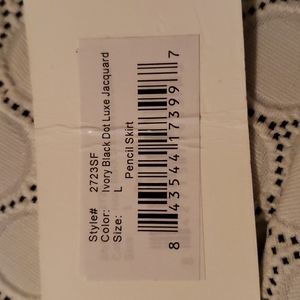 Style# 2723SF
Color: Ivory Black Dot Luxe Jacquard
Size: L
Pencil Skirt
8 43544 17399 7